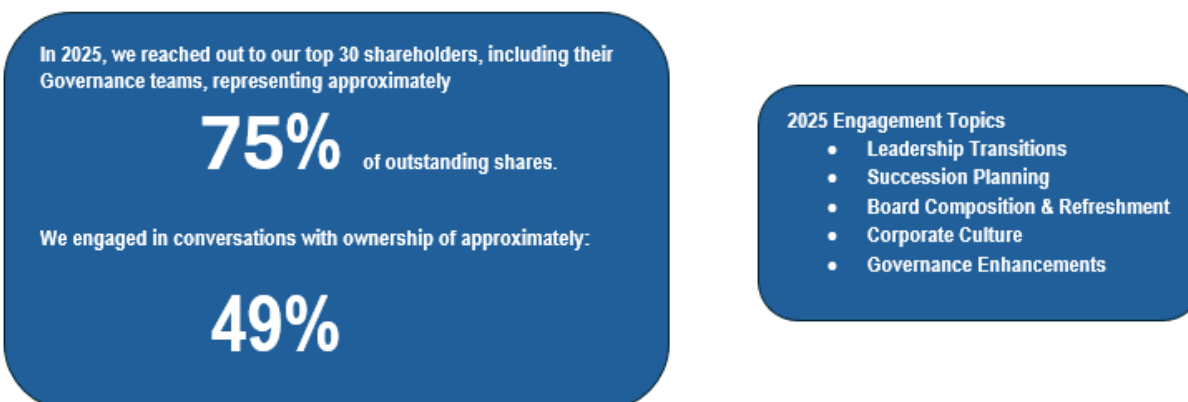 In 2025, we reached out to our top 30 shareholders, including their
Governance teams, representing approximately
75% of outstanding shares.
We engaged in conversations with ownership of approximately:
49%
2025 Engagement Topics
• Leadership Transitions
• Succession Planning
• Board Composition & Refreshment
• Corporate Culture
• Governance Enhancements